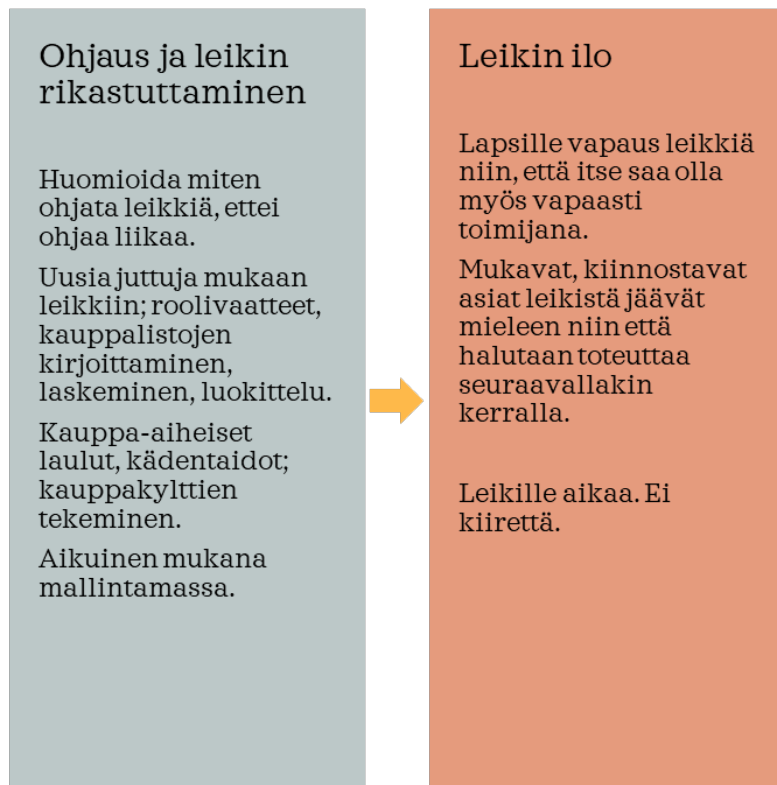 Ohjaus ja leikin
rikastuttaminen
Huomioida miten
ohjata leikkiä, ettei
ohjaa liikaa.
Uusia juttuja mukaan
leikkiin; roolivaatteet,
kauppalistojen
kirjoittaminen,
laskeminen, luokittelu.
Kauppa-aiheiset
laulut, kädentaidot;
kauppakylttien
tekeminen.
Aikuinen mukana
mallintamassa.
Leikin ilo
Lapsille vapaus leikkiä
niin, että itse saa olla
myös vapaasti
toimijana.
Mukavat, kiinnostavat
asiat leikistä jäävät
mieleen niin että
halutaan toteuttaa
seuraavallakin
kerralla.
Leikille aikaa. Ei
kiirettä.